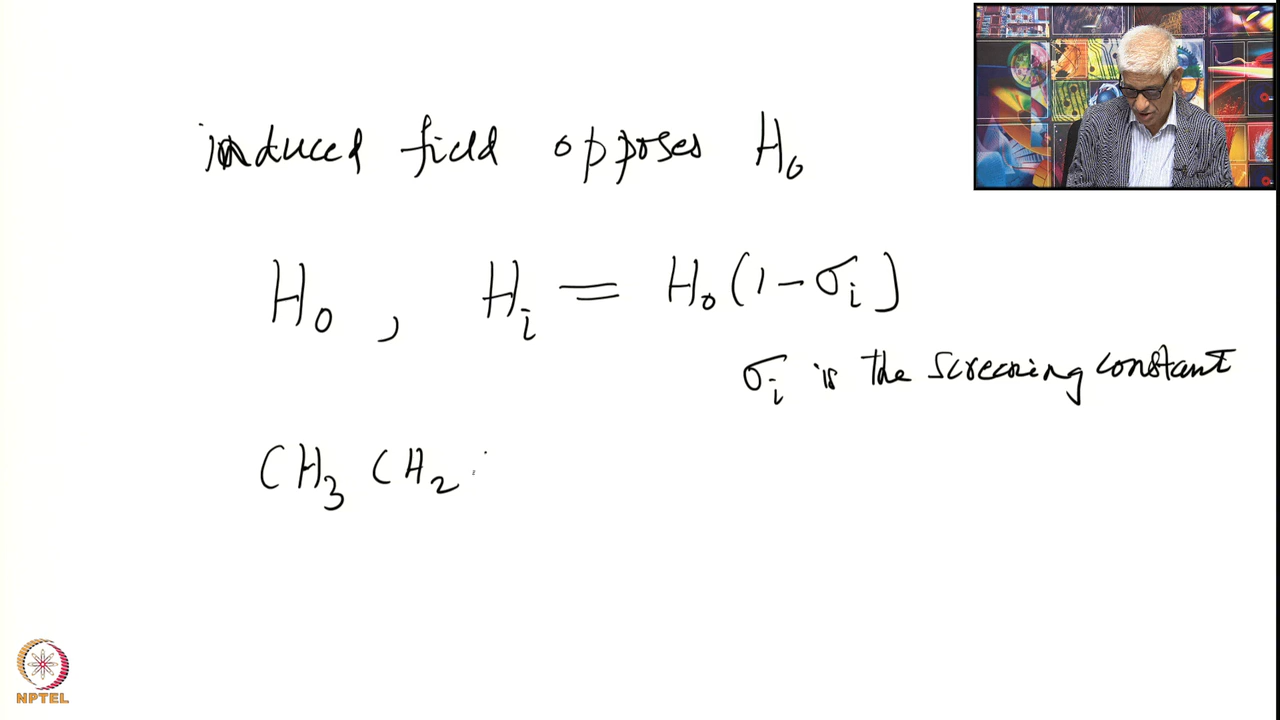 induced field opposes H₀
H₀ , Hᵢ = H₀(1-σᵢ)
σᵢ is the screening constant
CH₃ CH₂
NPTEL